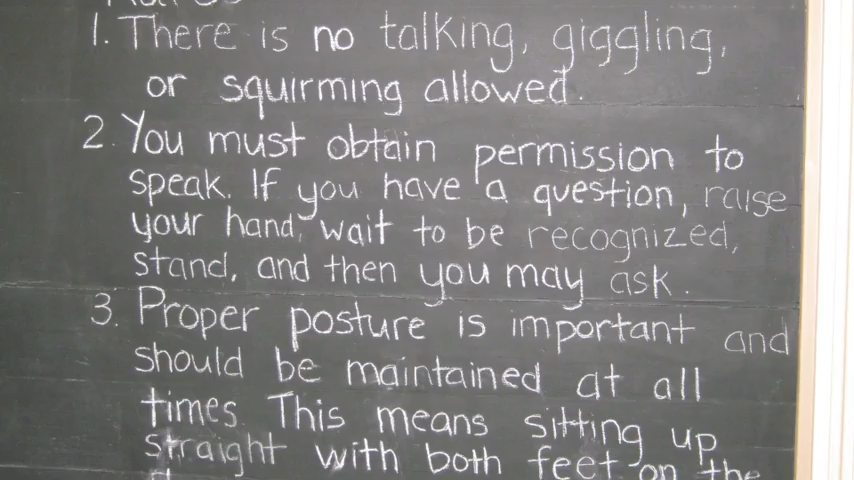 1. There is no talking, giggling,
or squirming allowed.
2. You must obtain permission to
speak. If you have a question, raise
your hand, wait to be recognized,
stand, and then you may ask.
3. Proper posture is important and
should be maintained at all
times. This means sitting up
straight with both feet on the